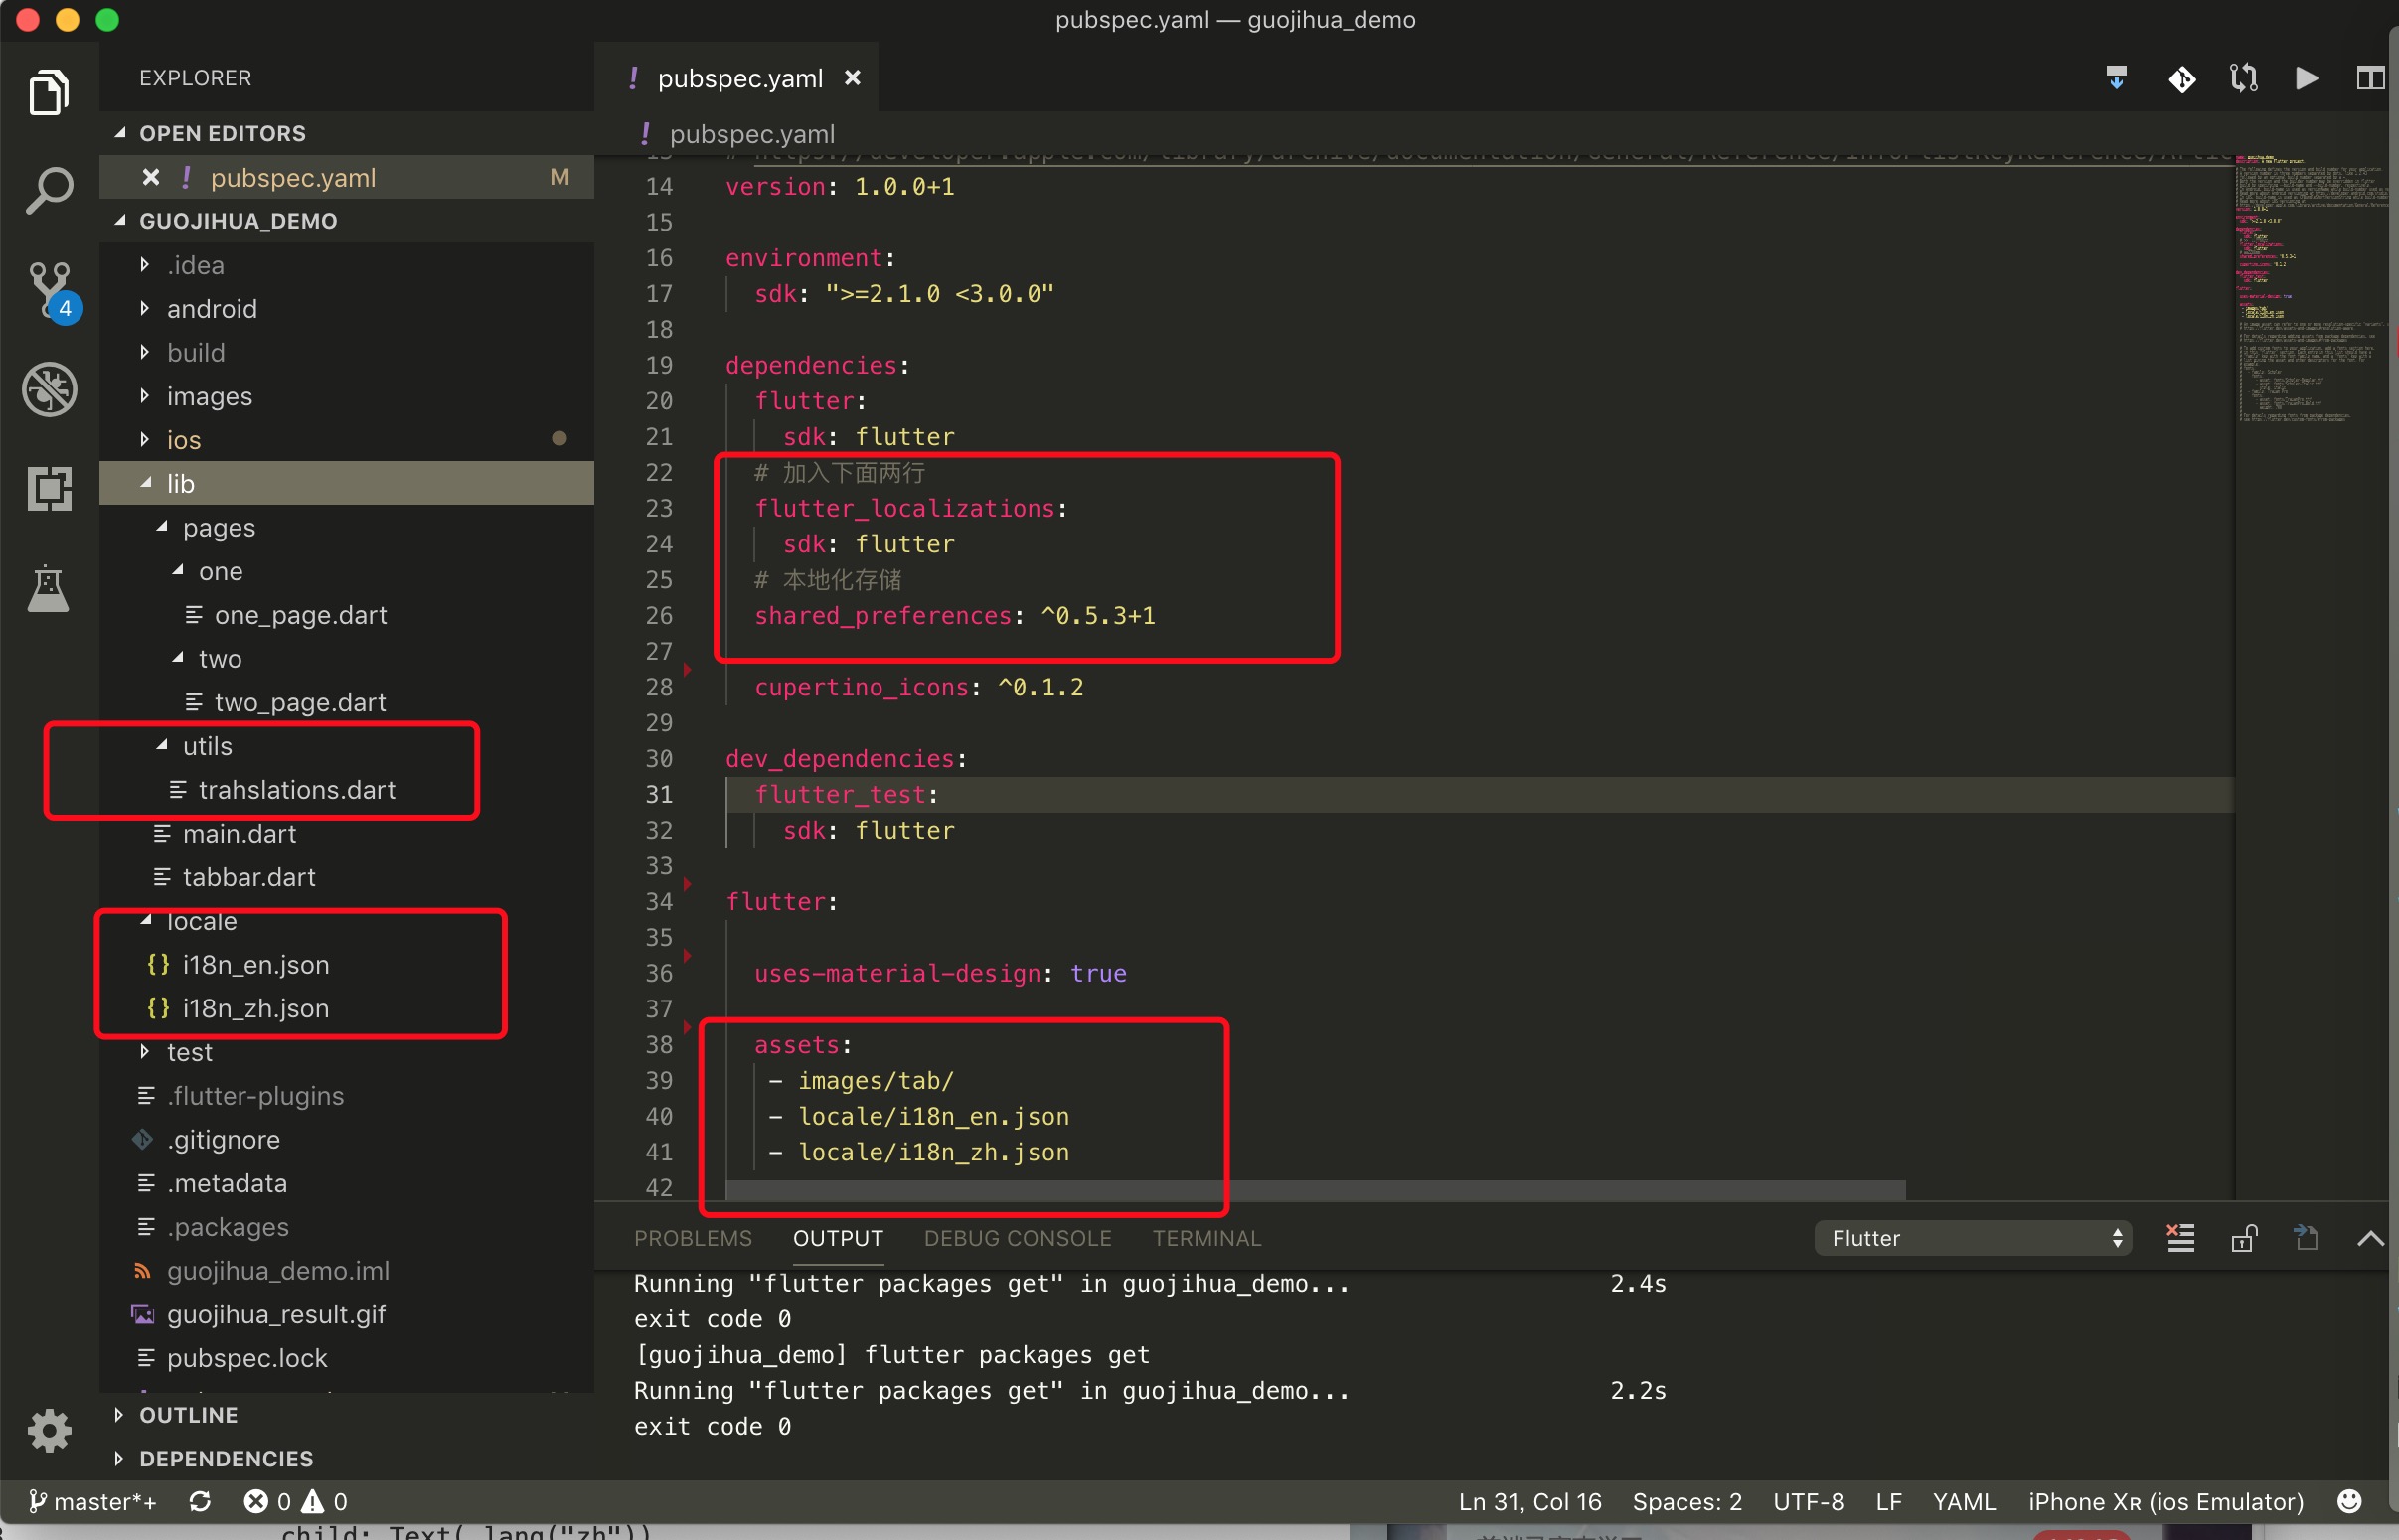 pubspec.yaml — guojihua_demo
EXPLORER
OPEN EDITORS
pubspec.yaml M
GUOJIHUA_DEMO
.idea
android
build
images
ios
lib
pages
one
one_page.dart
two
two_page.dart
utils
trahslations.dart
main.dart
tabbar.dart
locale
i18n_en.json
i18n_zh.json
test
.flutter-plugins
.gitignore
.metadata
.packages
guojihua_demo.iml
guojihua_result.gif
pubspec.lock
OUTLINE
DEPENDENCIES
4
pubspec.yaml
pubspec.yaml
14 version: 1.0.0+1
15
16 environment:
17 sdk: ">=2.1.0 <3.0.0"
18
19 dependencies:
20 flutter:
21 sdk: flutter
22 # 加入下面两行
23 flutter_localizations:
24 sdk: flutter
25 # 本地化存储
26 shared_preferences: ^0.5.3+1
27
28 cupertino_icons: ^0.1.2
29
30 dev_dependencies:
31 flutter_test:
32 sdk: flutter
33
34 flutter:
35
36 uses-material-design: true
37
38 assets:
39 - images/tab/
40 - locale/i18n_en.json
41 - locale/i18n_zh.json
42
PROBLEMS OUTPUT DEBUG CONSOLE TERMINAL Flutter
Running "flutter packages get" in guojihua_demo... 2.4s
exit code 0
[guojihua_demo] flutter packages get
Running "flutter packages get" in guojihua_demo... 2.2s
exit code 0
master*+ 0 0 Ln 31, Col 16 Spaces: 2 UTF-8 LF YAML iPhone XR (ios Emulator)